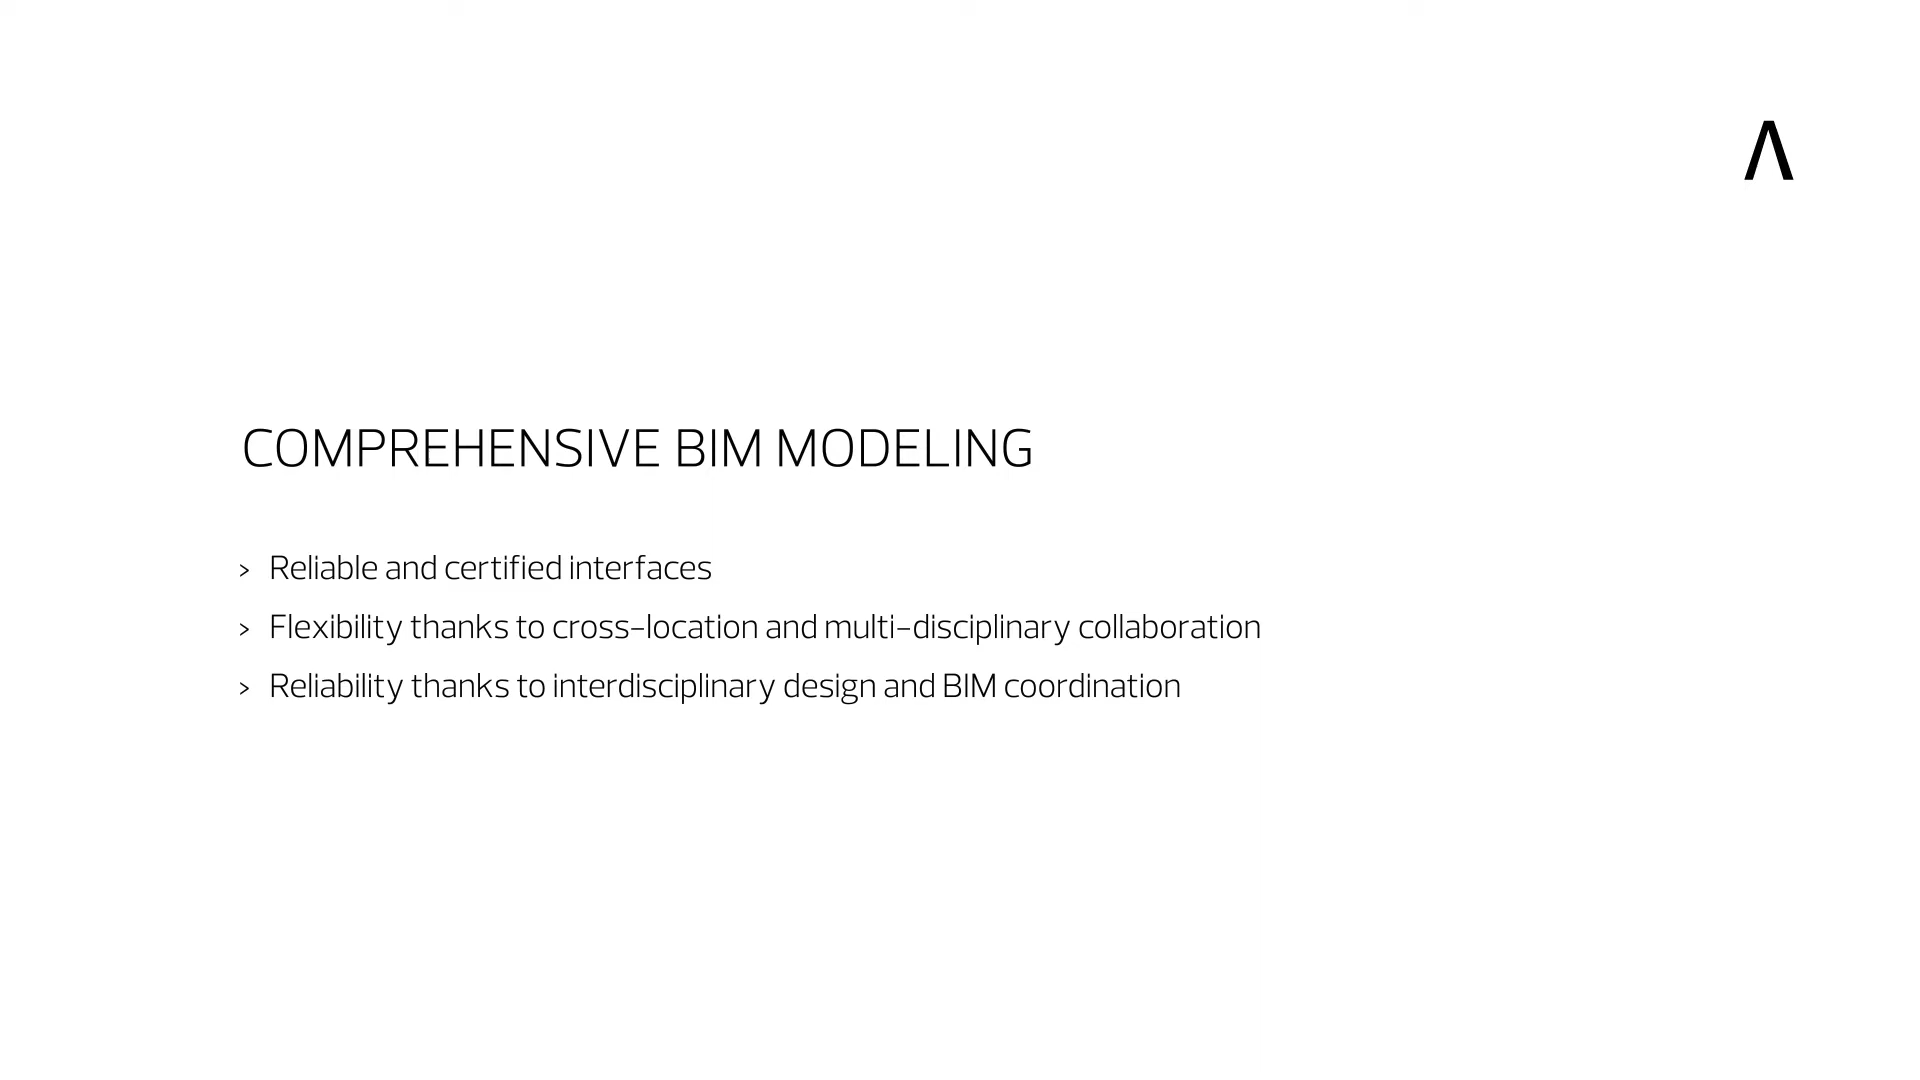 Λ
COMPREHENSIVE BIM MODELING
> Reliable and certified interfaces
> Flexibility thanks to cross-location and multi-disciplinary collaboration
> Reliability thanks to interdisciplinary design and BIM coordination